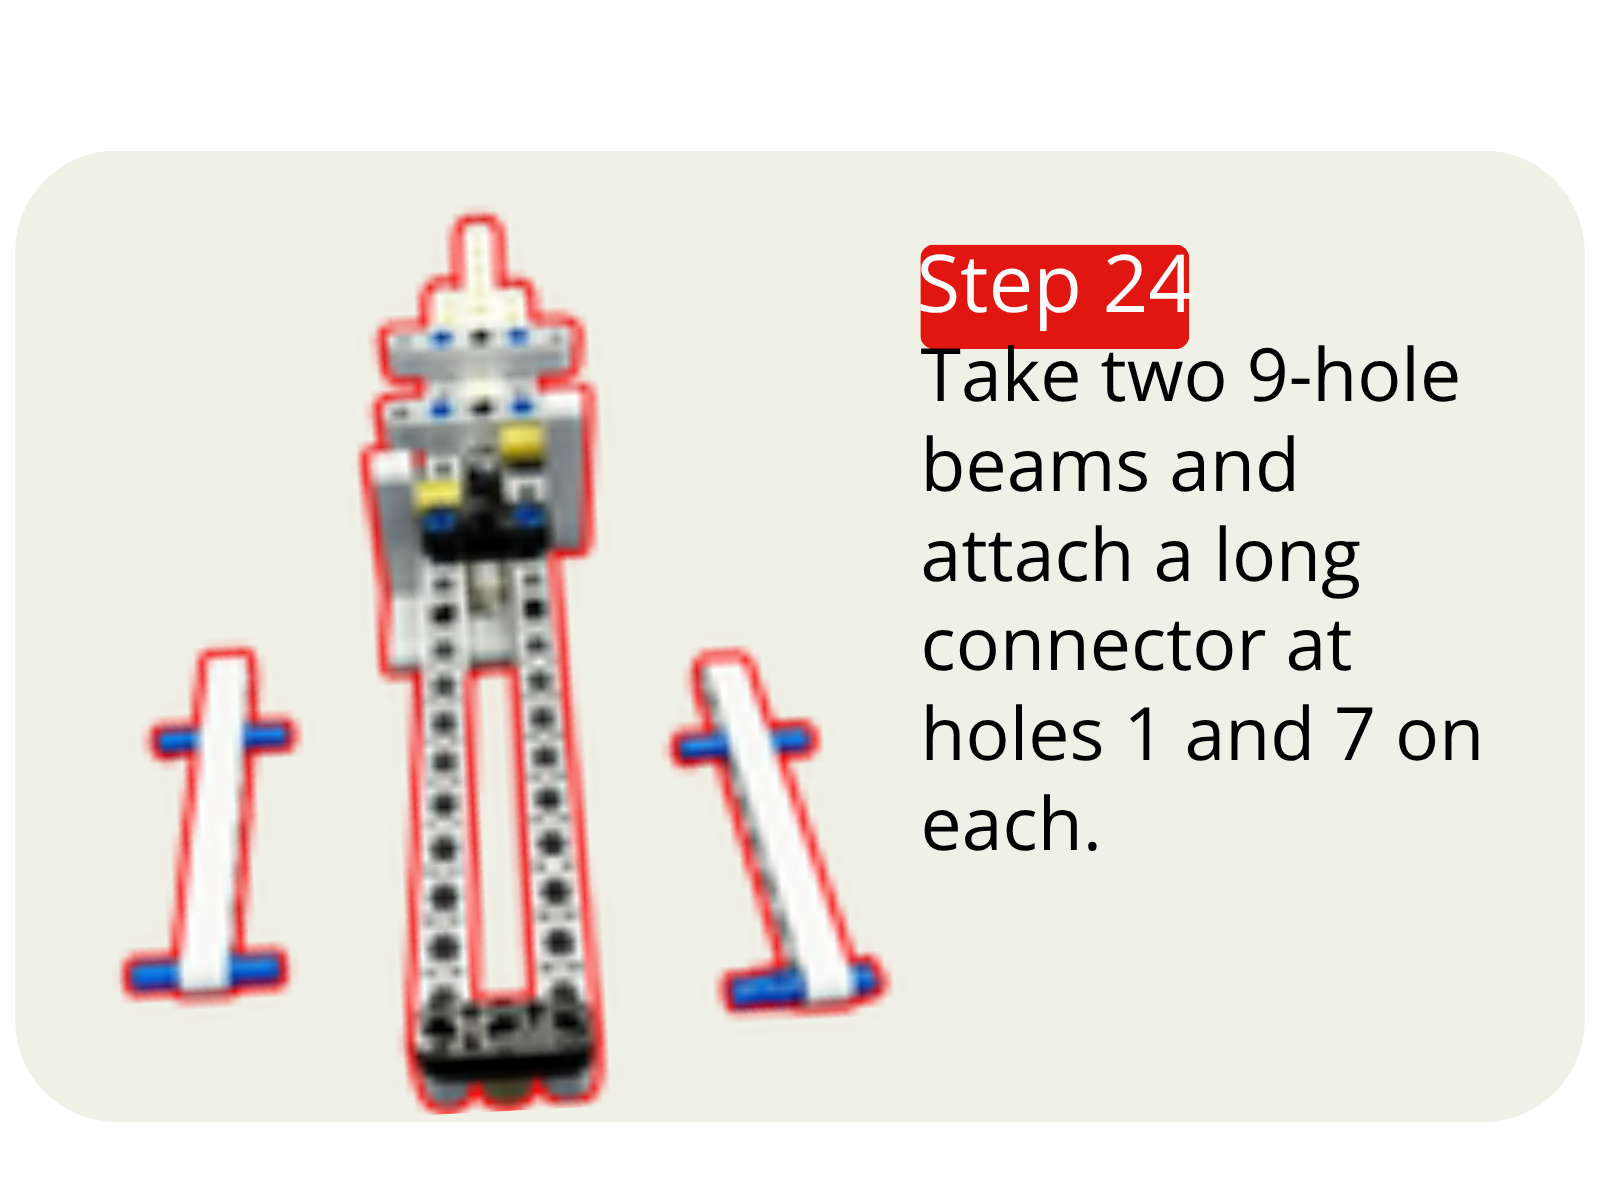 Step 24
Take two 9-hole
beams and
attach a long
connector at
holes 1 and 7 on
each.